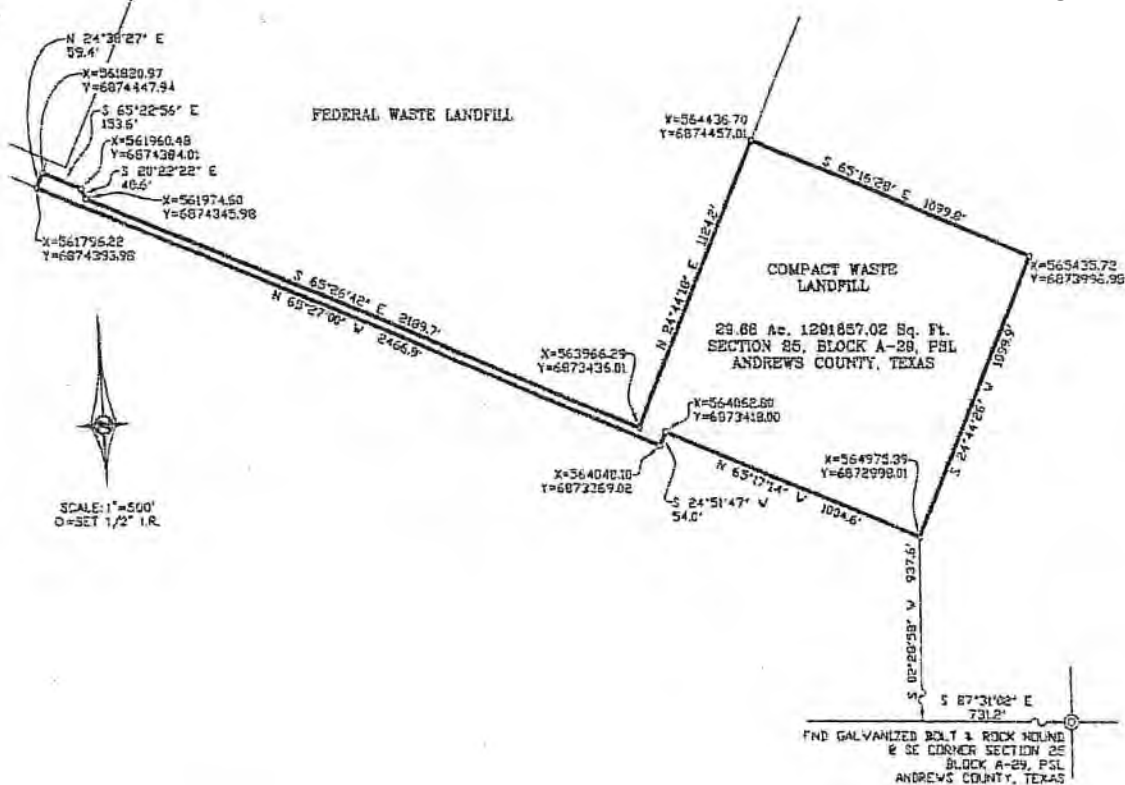 N 24°38'27" E
59.4'
X=561820.97
Y=6874447.94
S 65°22'56" E
153.6'
X=561960.48
Y=6874384.01
S 20°22'22" E
40.6'
X=561974.60
Y=6874345.98
X=561796.22
Y=6874393.98
FEDERAL WASTE LANDFILL
X=564436.70
Y=6874457.01
S 65°16'28" E 1099.8'
X=565435.72
Y=6873996.98
N 24°44'18" E 1124.2'
COMPACT WASTE
LANDFILL
29.66 Ac, 1291857.02 Sq. Ft.
SECTION 25, BLOCK A-29, PSL
ANDREWS COUNTY, TEXAS
S 24°44'26" W 1099.9'
S 65°26'42" E 2189.7'
N 65°27'00" W 2466.9'
X=563966.29
Y=6873436.01
X=564062.80
Y=6873418.00
X=564040.10
Y=6873369.02
S 24°51'47" W
54.0'
N 65°17'14" W 1004.6'
X=564975.39
Y=6872998.01
SCALE: 1"=500'
O=SET 1/2" I.R.
S 02°28'58" W 937.6'
S 87°31'02" E
731.2'
FND GALVANIZED BOLT & ROCK MOUND
@ SE CORNER SECTION 25
BLOCK A-29, PSL
ANDREWS COUNTY, TEXAS